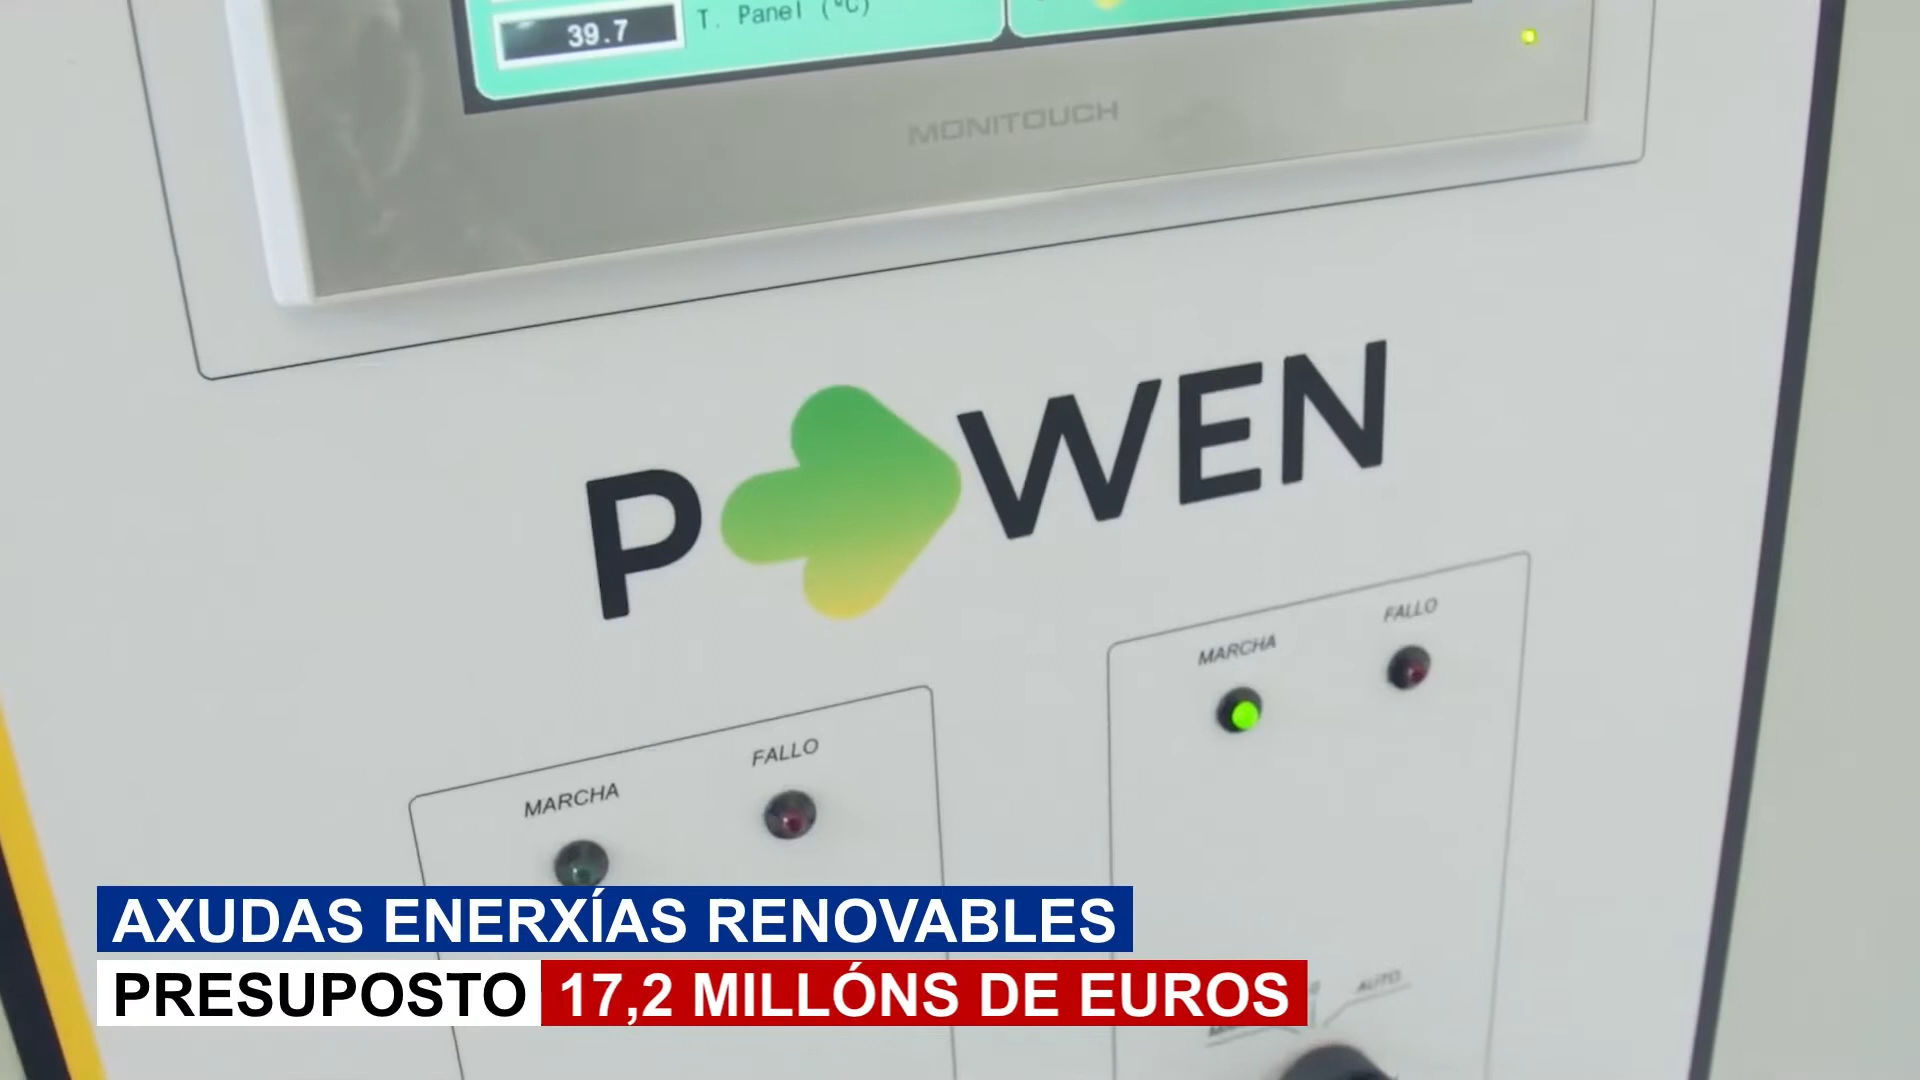 39.7 T. Panel (ºC)
MONITOUCH
POWEN
MARCHA FALLO
MARCHA FALLO
AUTO
AXUDAS ENERXÍAS RENOVABLES
PRESUPOSTO 17,2 MILLÓNS DE EUROS